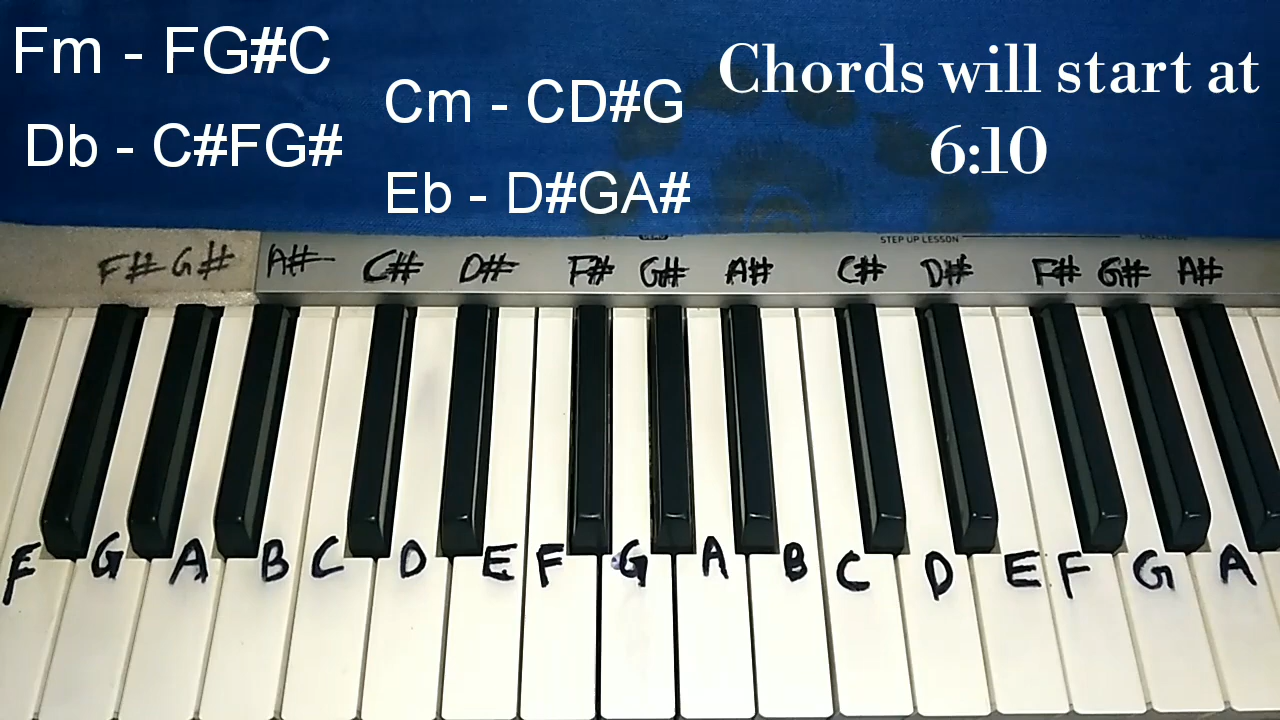 Fm - FG#C
Db - C#FG#
Cm - CD#G
Eb - D#GA#
Chords will start at
6:10
STEP UP LESSON
F# G# A# C# D# F# G# A# C# D# F# G# A#
F G A B C D E F G A B C D E F G A